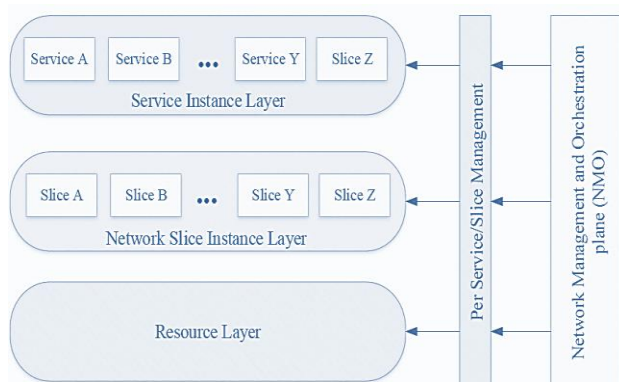 Service A Service B ... Service Y Slice Z
Service Instance Layer
Slice A Slice B ... Slice Y Slice Z
Network Slice Instance Layer
Resource Layer
Per Service/Slice Management
Network Management and Orchestration
plane (NMO)